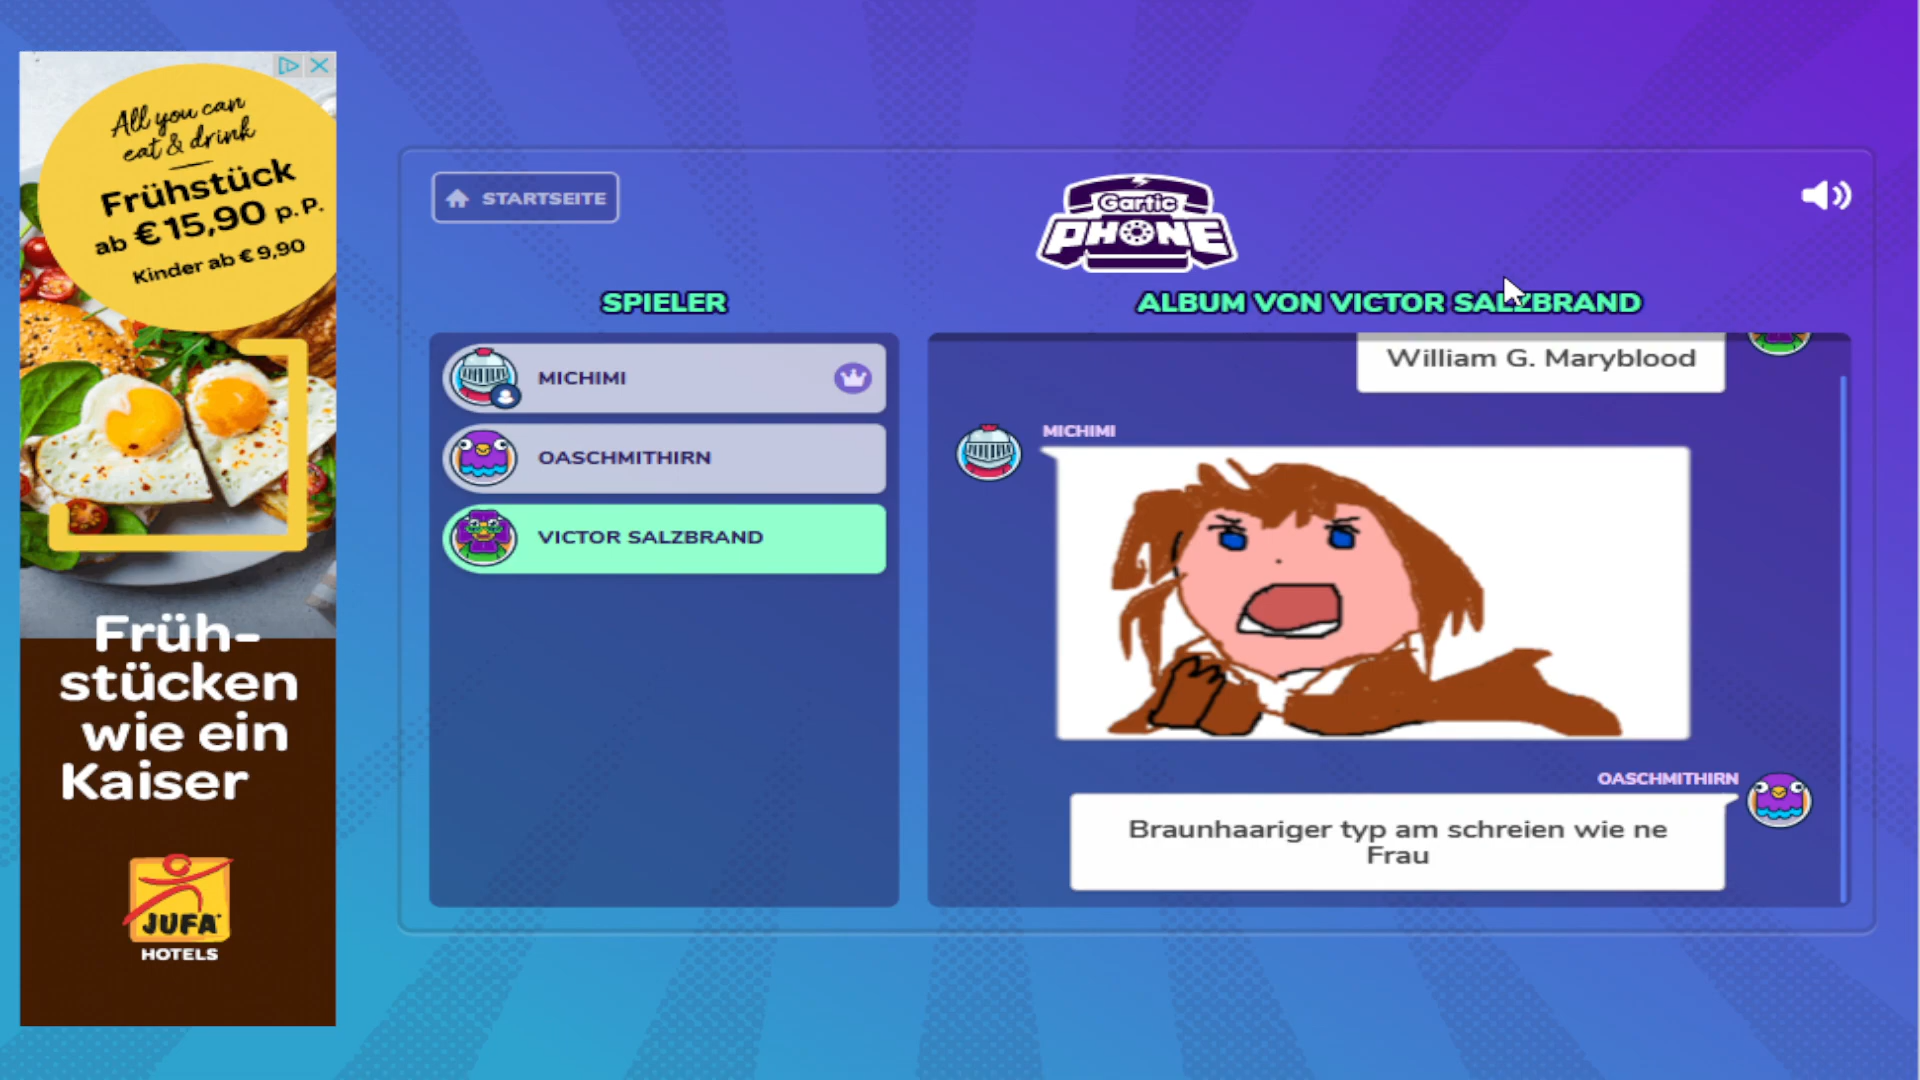 All you can
eat & drink
Frühstück
ab € 15,90 p. P.
Kinder ab € 9,90
Früh-
stücken
wie ein
Kaiser
JUFA
HOTELS
STARTSEITE
Gartic
PHONE
SPIELER
MICHIMI
OASCHMITHIRN
VICTOR SALZBRAND
ALBUM VON VICTOR SALZBRAND
William G. Maryblood
MICHIMI
OASCHMITHIRN
Braunhaariger typ am schreien wie ne
Frau